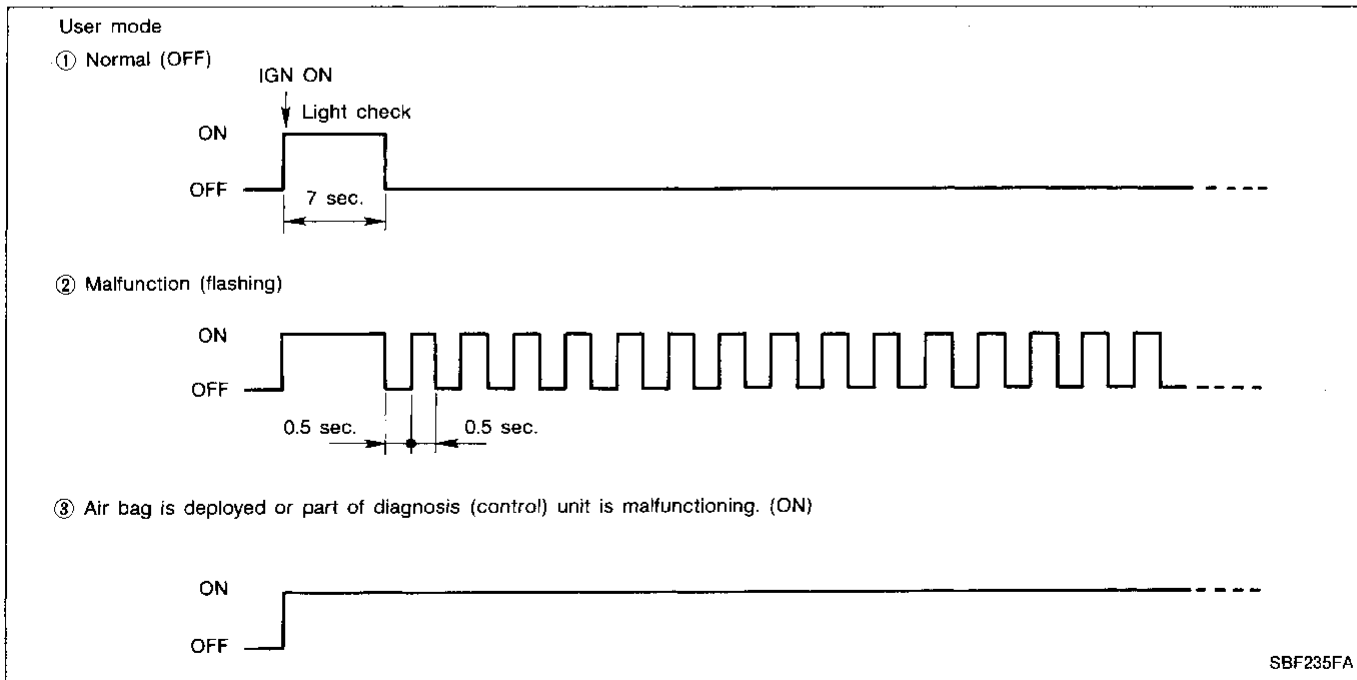 User mode
① Normal (OFF)
IGN ON
Light check
ON
OFF
7 sec.
② Malfunction (flashing)
ON
OFF
0.5 sec.
0.5 sec.
③ Air bag is deployed or part of diagnosis (control) unit is malfunctioning. (ON)
ON
OFF
SBF235FA